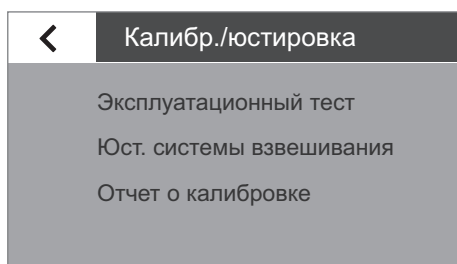 Калибр./юстировка
Эксплуатационный тест
Юст. системы взвешивания
Отчет о калибровке